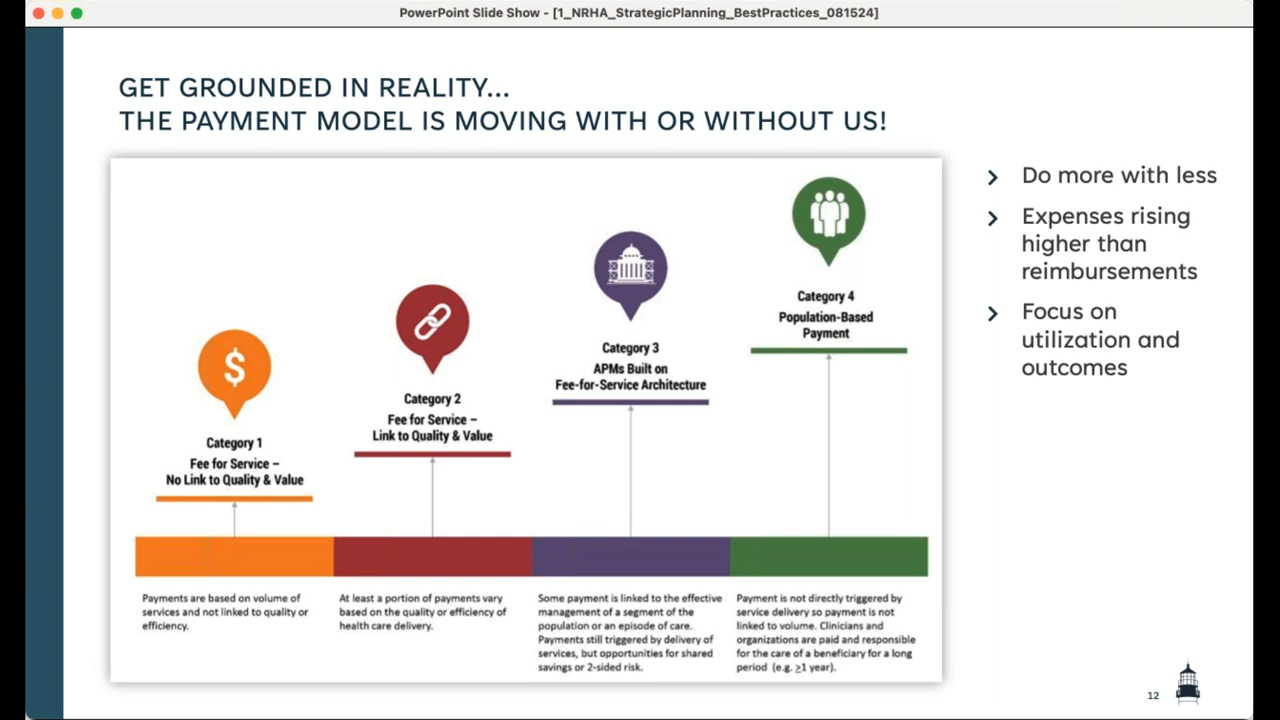 PowerPoint Slide Show - [1_NRHA_StrategicPlanning_BestPractices_081524]
GET GROUNDED IN REALITY...
THE PAYMENT MODEL IS MOVING WITH OR WITHOUT US!
$
Category 1
Fee for Service –
No Link to Quality & Value
Category 2
Fee for Service –
Link to Quality & Value
Category 3
APMs Built on
Fee-for-Service Architecture
Category 4
Population-Based
Payment
Payments are based on volume of
services and not linked to quality or
efficiency.
At least a portion of payments vary
based on the quality or efficiency of
health care delivery.
Some payment is linked to the effective
management of a segment of the
population or an episode of care.
Payments still triggered by delivery of
services, but opportunities for shared
savings or 2-sided risk.
Payment is not directly triggered by
service delivery so payment is not
linked to volume. Clinicians and
organizations are paid and responsible
for the care of a beneficiary for a long
period (e.g. ≥1 year).
Do more with less
Expenses rising
higher than
reimbursements
Focus on
utilization and
outcomes
12